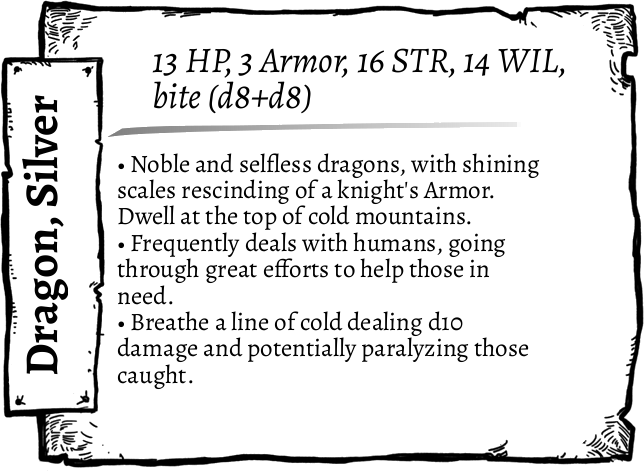 Dragon, Silver
13 HP, 3 Armor, 16 STR, 14 WIL,
bite (d8+d8)
• Noble and selfless dragons, with shining
scales rescinding of a knight's Armor.
Dwell at the top of cold mountains.
• Frequently deals with humans, going
through great efforts to help those in
need.
• Breathe a line of cold dealing d10
damage and potentially paralyzing those
caught.